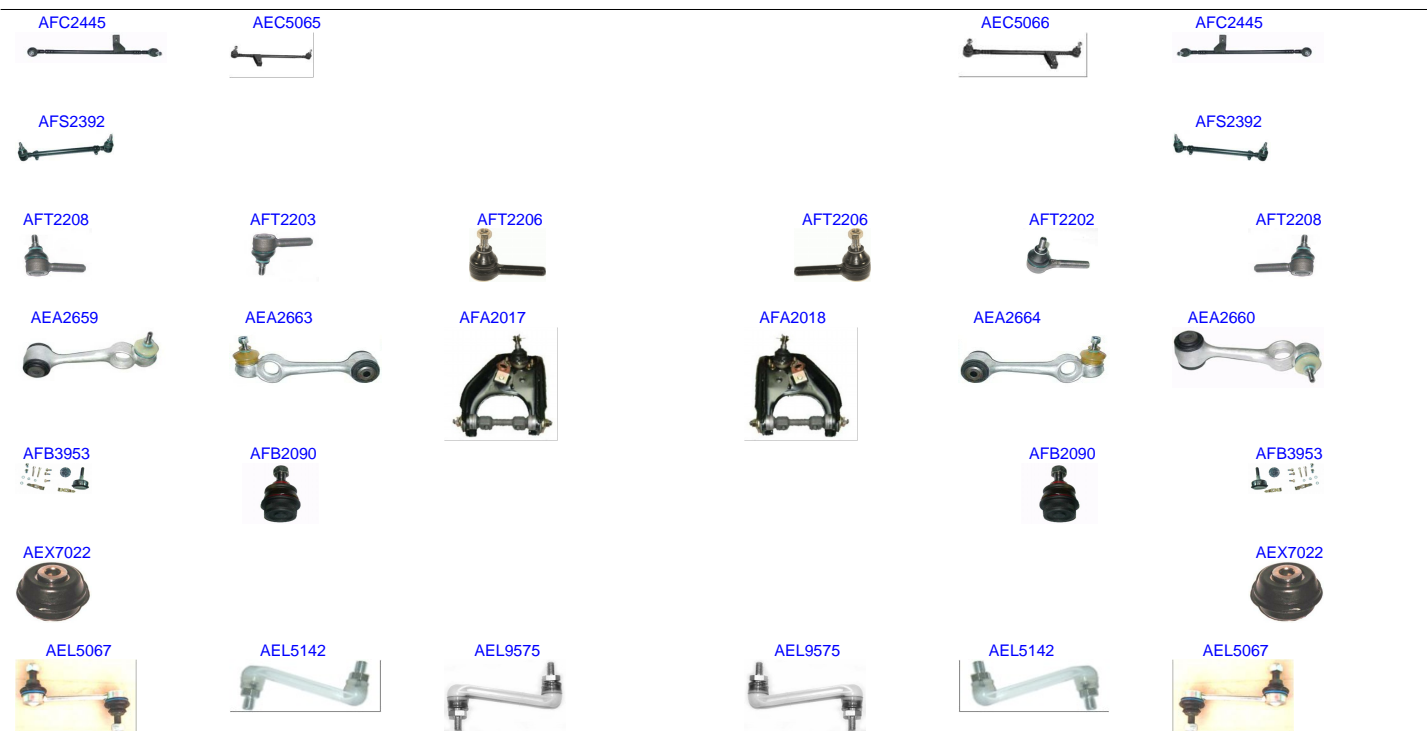 AFC2445 AEC5065 AEC5066 AFC2445
AFS2392 AFS2392
AFT2208 AFT2203 AFT2206 AFT2206 AFT2202 AFT2208
AEA2659 AEA2663 AFA2017 AFA2018 AEA2664 AEA2660
AFB3953 AFB2090 AFB2090 AFB3953
AEX7022 AEX7022
AEL5067 AEL5142 AEL9575 AEL9575 AEL5142 AEL5067